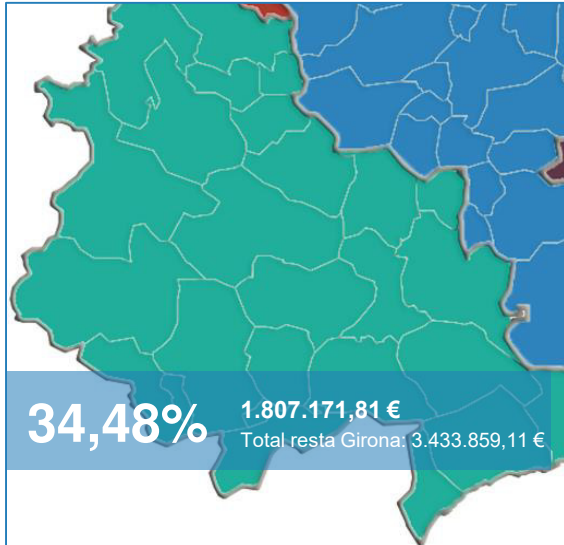 34,48%
1.807.171,81 €
Total resta Girona: 3.433.859,11 €